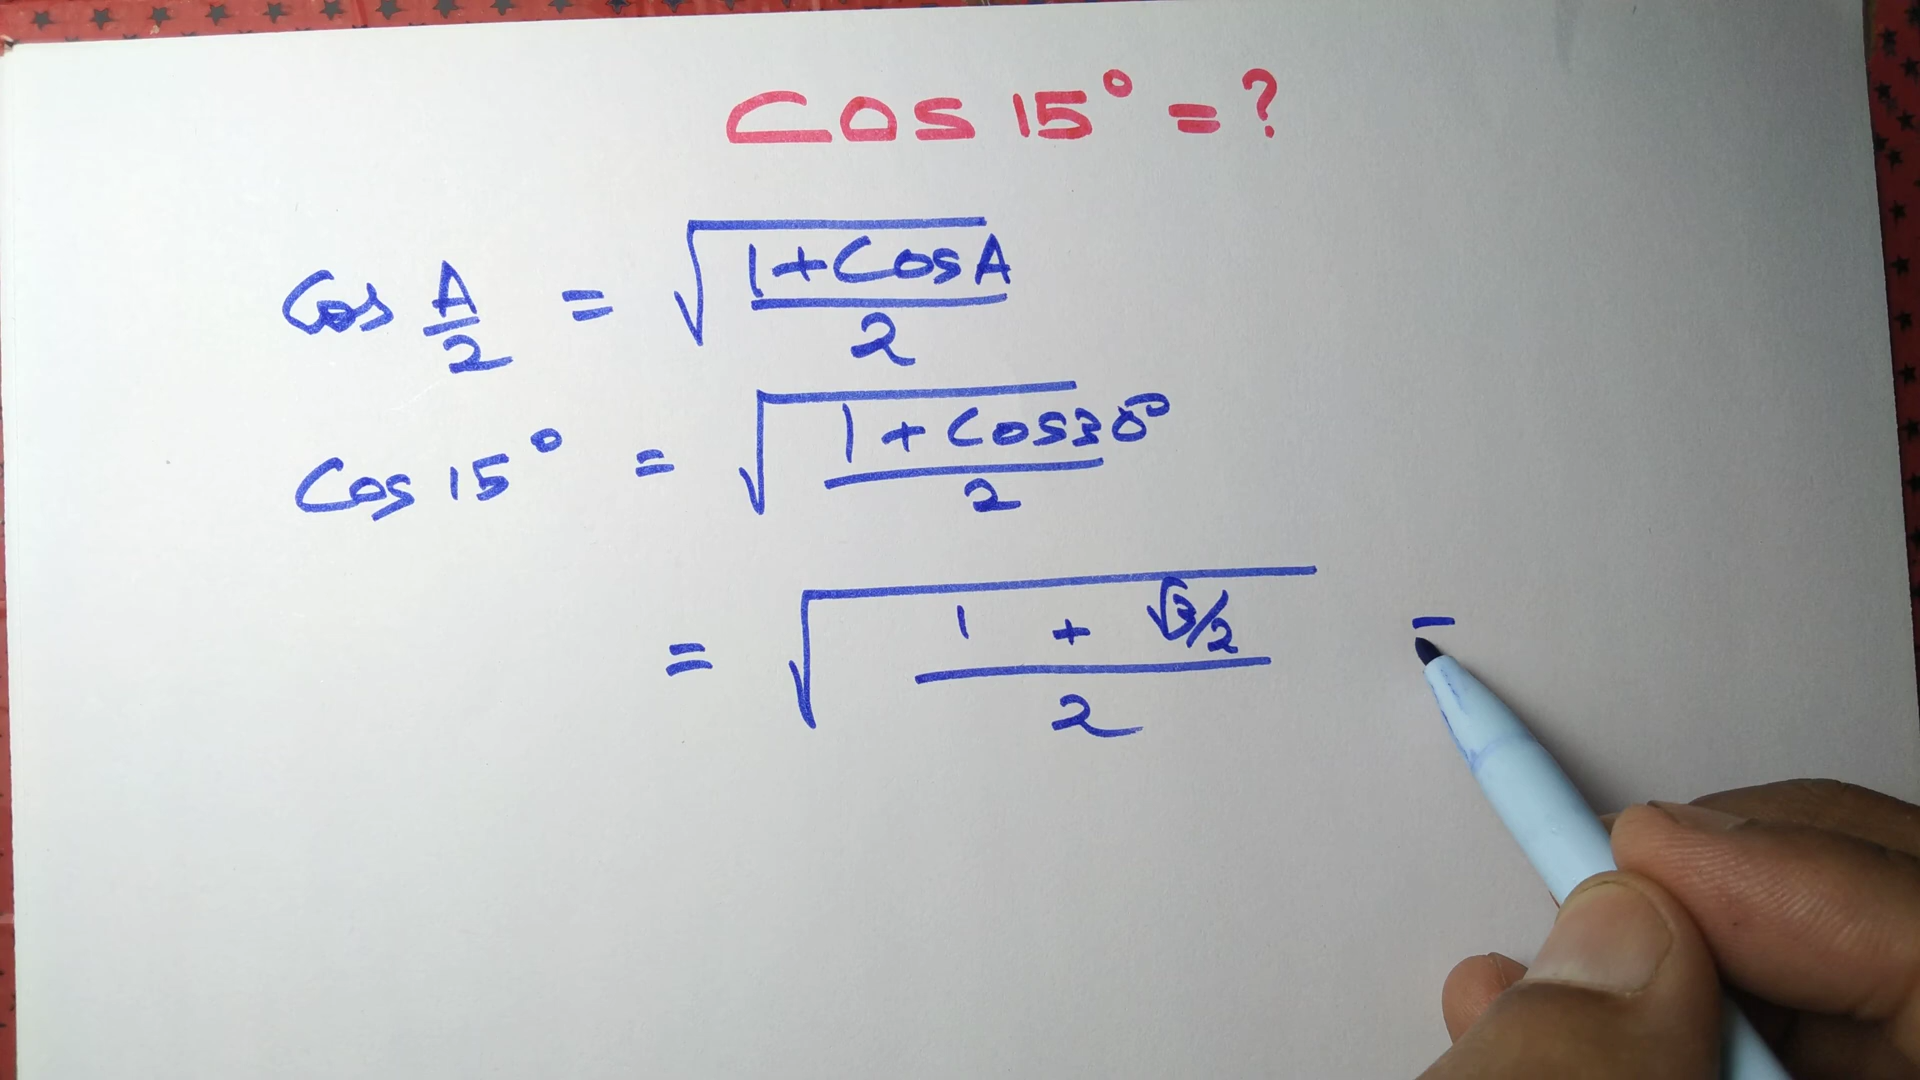 COS 15° = ?
Cos A/2 = √(1+CosA)/2
Cos 15° = √(1+Cos30°)/2
= √(1 + √3/2)/2 =